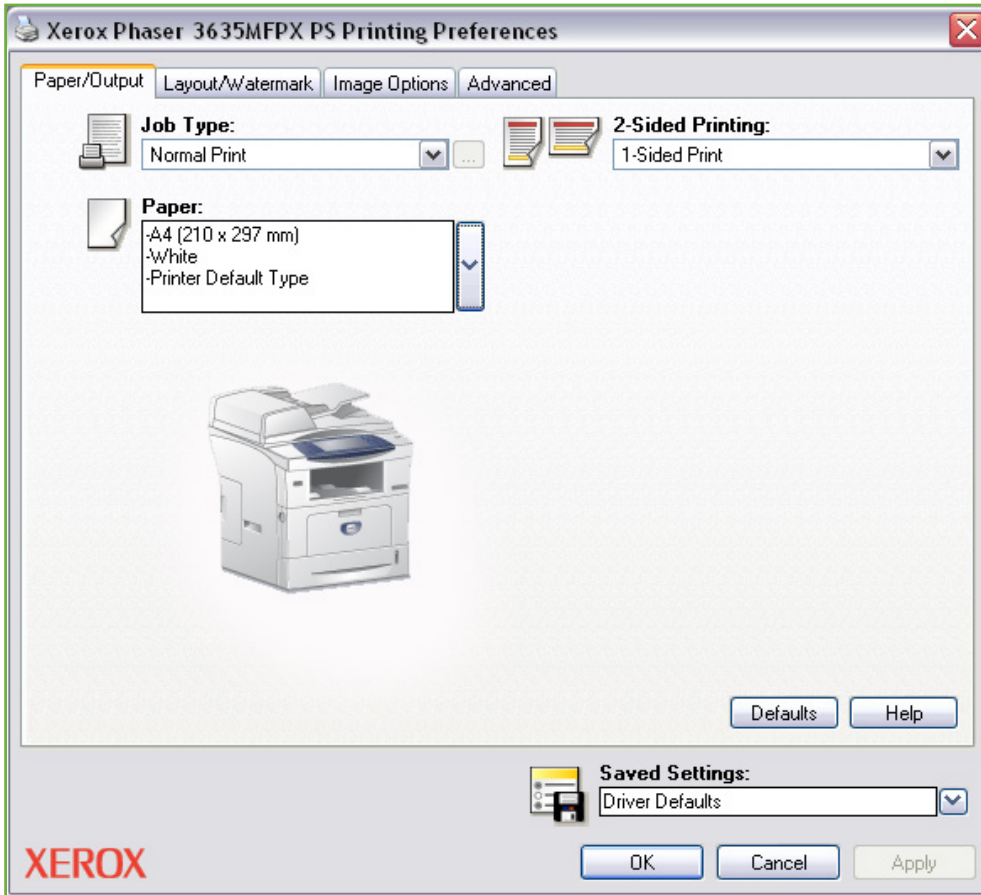 Xerox Phaser 3635MFPX PS Printing Preferences
Paper/Output Layout/Watermark Image Options Advanced
Job Type:
Normal Print
...
2-Sided Printing:
1-Sided Print
Paper:
-A4 (210 x 297 mm)
-White
-Printer Default Type
Defaults Help
Saved Settings:
Driver Defaults
XEROX
OK Cancel Apply